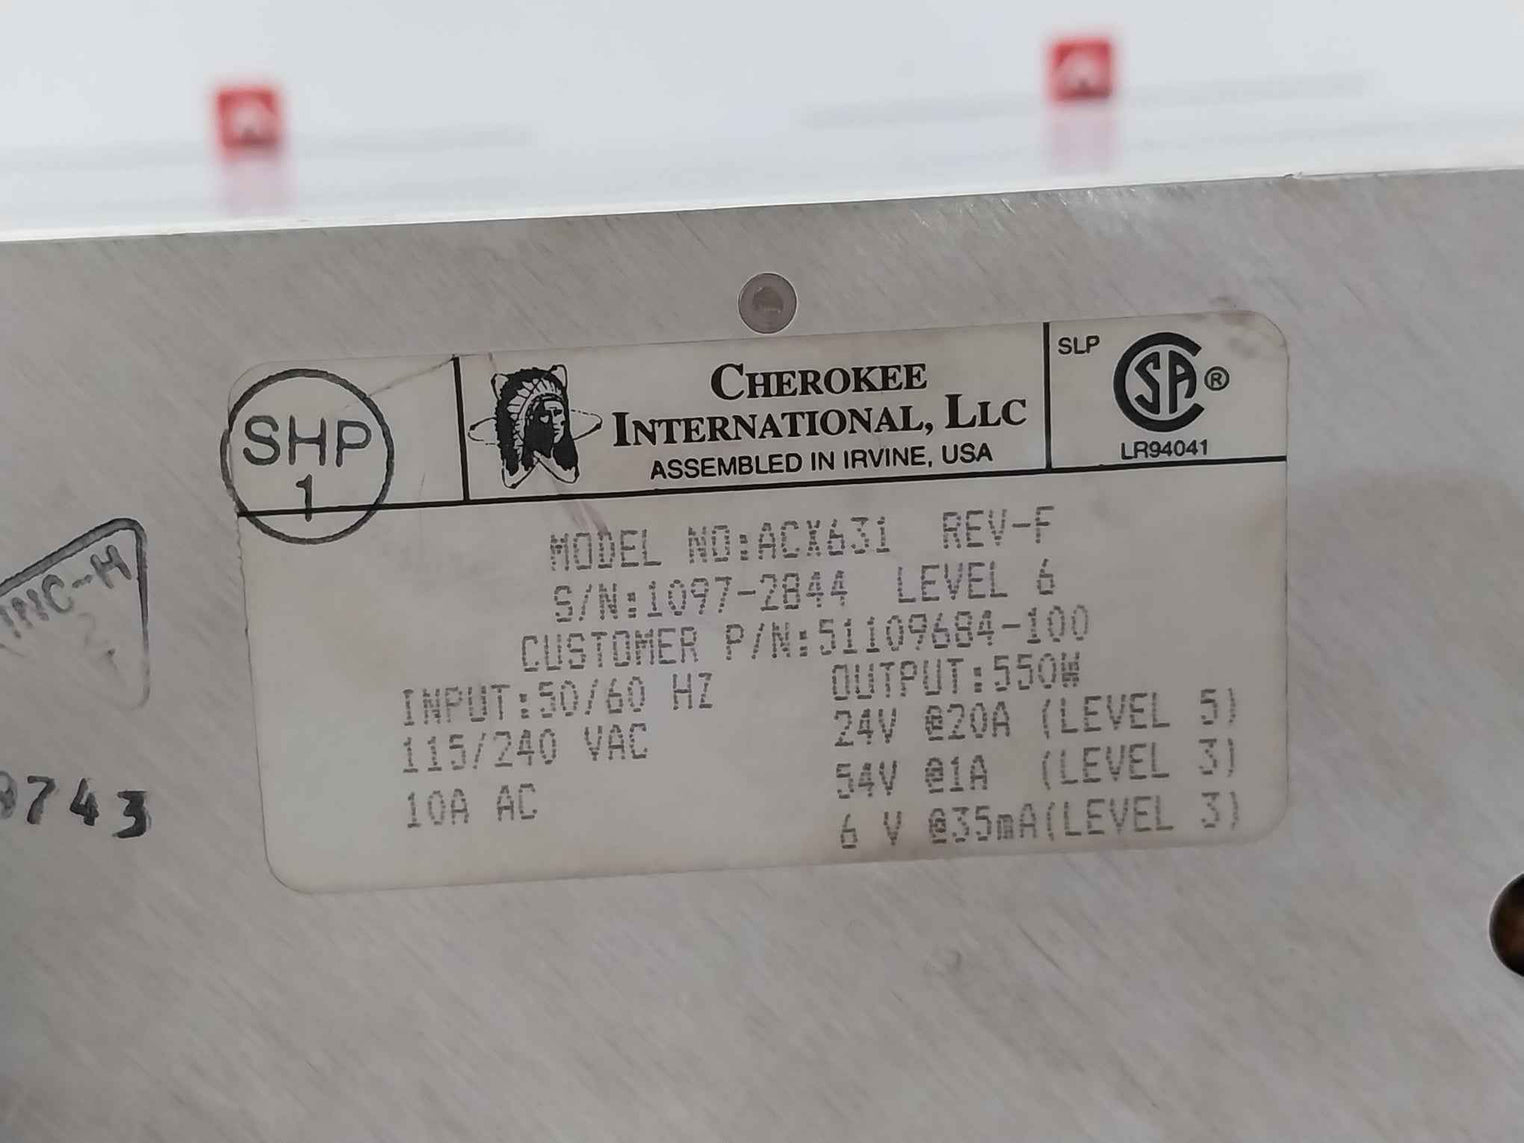 SHP
1
CHEROKEE
INTERNATIONAL, LLC
ASSEMBLED IN IRVINE, USA
SLP
SA ®
LR94041
MODEL NO:ACX631 REV-F
S/N:1097-2844 LEVEL 6
CUSTOMER P/N:51109684-100
INPUT:50/60 HZ
115/240 VAC
10A AC
OUTPUT:550W
24V @20A (LEVEL 5)
54V @1A (LEVEL 3)
6 V @35mA(LEVEL 3)
743